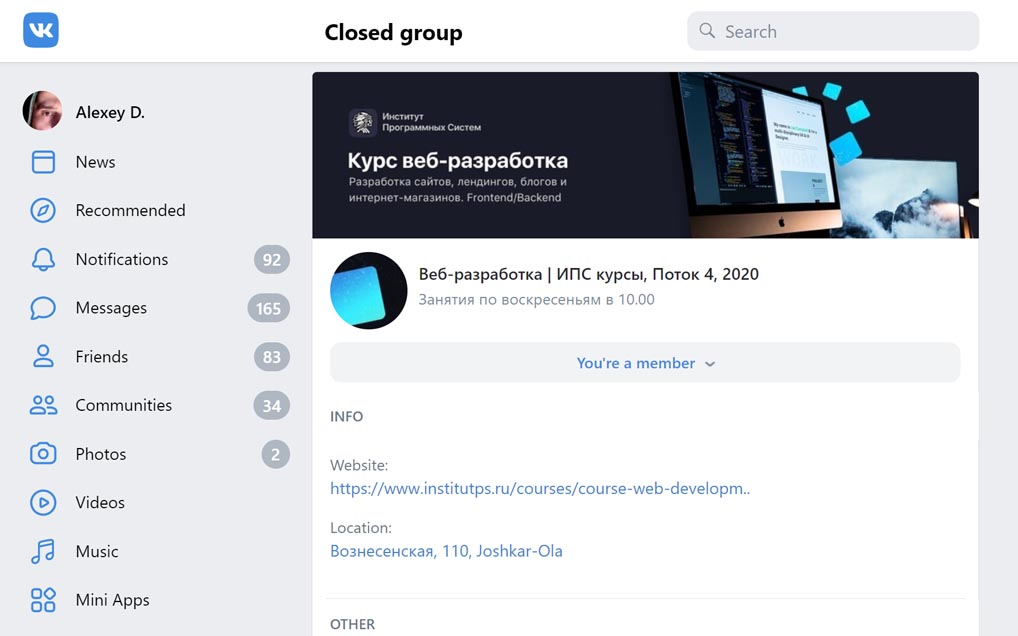 VK
Closed group
Search
Alexey D.
News
Recommended
Notifications 92
Messages 165
Friends 83
Communities 34
Photos 2
Videos
Music
Mini Apps
Институт
Программных Систем
Курс веб-разработка
Разработка сайтов, лендингов, блогов и
интернет-магазинов. Frontend/Backend
Веб-разработка | ИПС курсы, Поток 4, 2020
Занятия по воскресеньям в 10.00
You're a member
INFO
Website:
https://www.institutps.ru/courses/course-web-developm..
Location:
Вознесенская, 110, Joshkar-Ola
OTHER